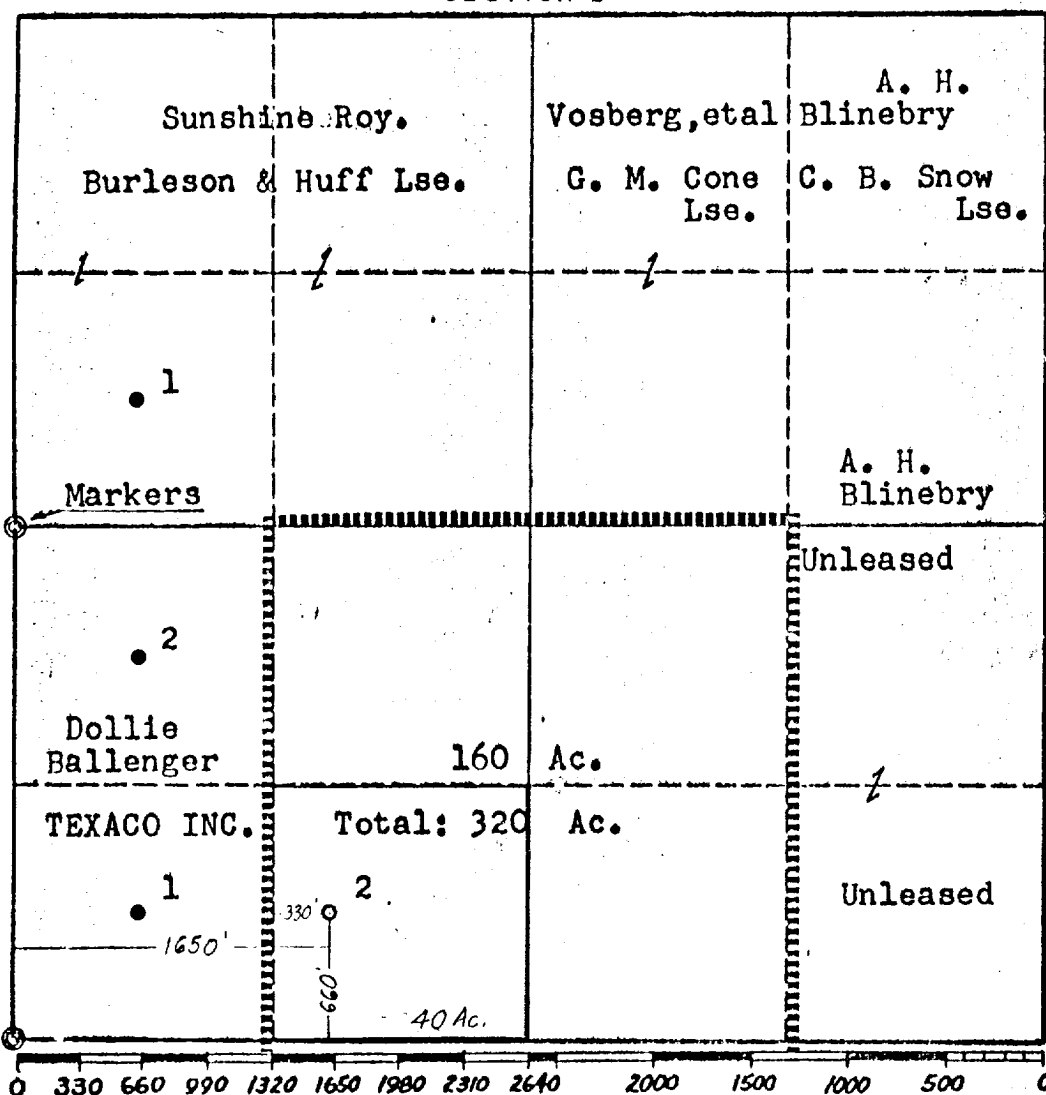 A. H.
Sunshine Roy. Vosberg,etal Blinebry
Burleson & Huff Lse. G. M. Cone C. B. Snow
Lse. Lse.
1
A. H.
Markers Blinebry
Unleased
2
Dollie
Ballenger 160 Ac.
TEXACO INC. Total: 320 Ac.
1 2 Unleased
330'
1650'
660'
40 Ac.
0 330 660 990 1320 1650 1980 2310 2640 2000 1500 1000 500 0